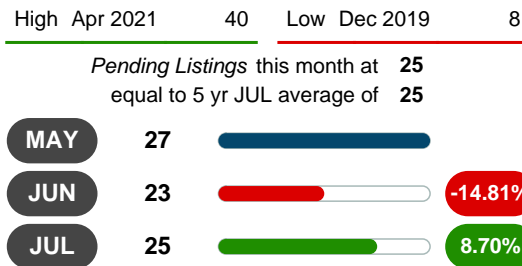 High Apr 2021 40 Low Dec 2019 8
Pending Listings this month at 25
equal to 5 yr JUL average of 25
MAY 27
JUN 23 -14.81%
JUL 25 8.70%